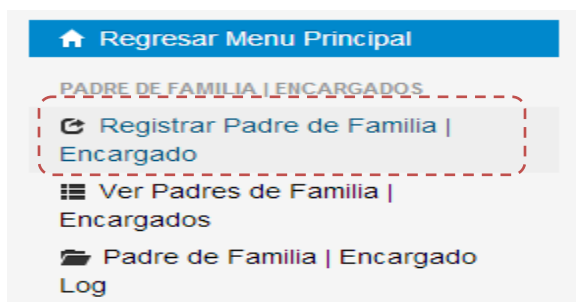 Regresar Menu Principal
PADRE DE FAMILIA | ENCARGADOS
Registrar Padre de Familia |
Encargado
Ver Padres de Familia |
Encargados
Padre de Familia | Encargado
Log